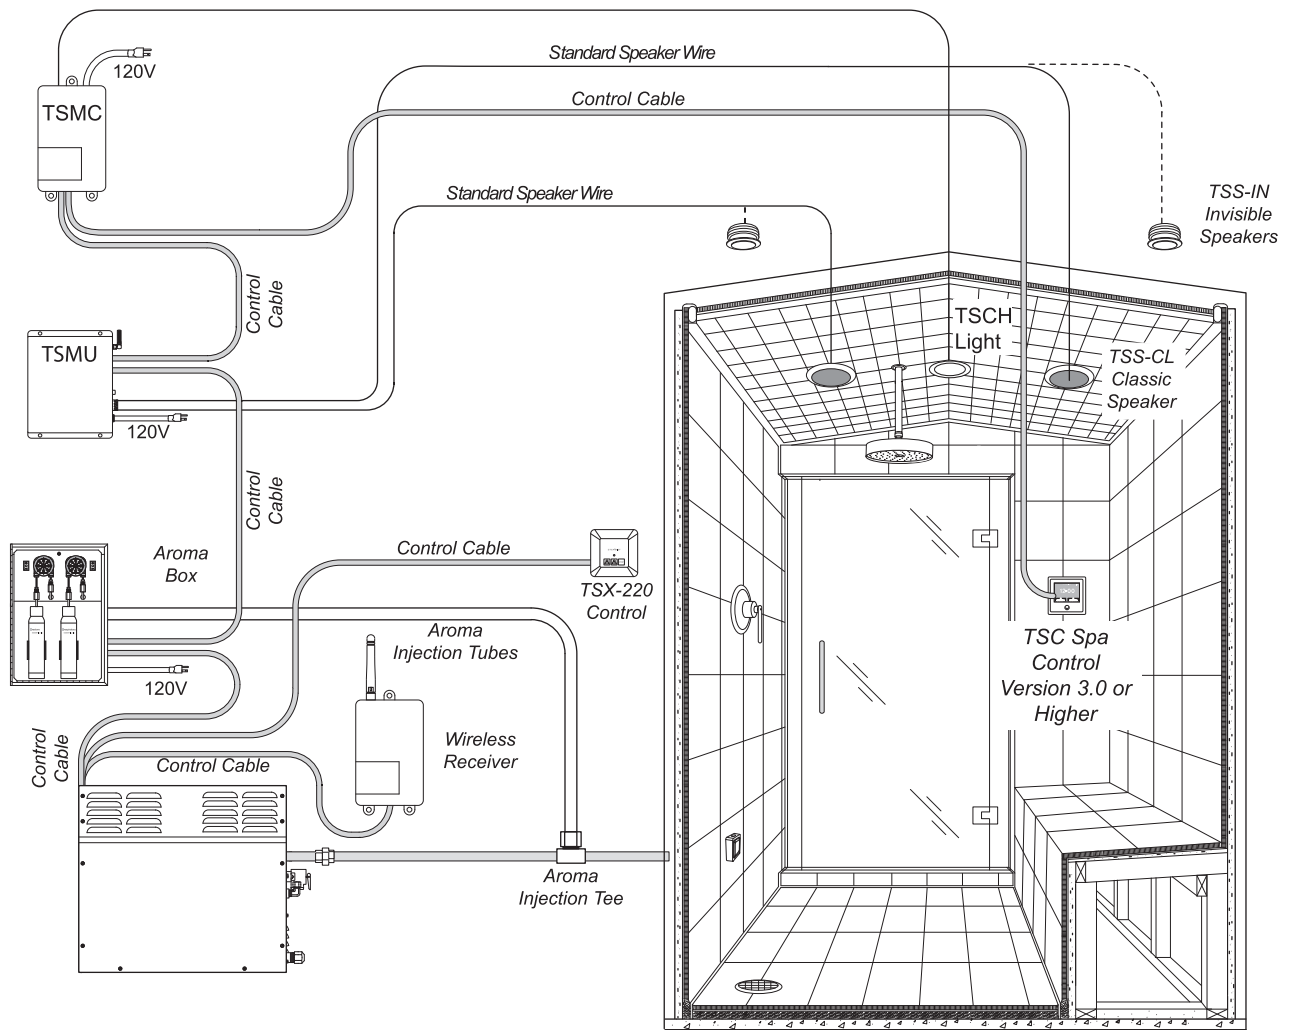 Standard Speaker Wire
120V
Control Cable
TSMC
Standard Speaker Wire
TSS-IN
Invisible
Speakers
Control
Cable
TSCH
Light
TSMU
TSS-CL
Classic
Speaker
120V
Control
Cable
Aroma
Box
Control Cable
TSX-220
Control
Aroma
Injection Tubes
TSC Spa
Control
Version 3.0 or
Higher
120V
Control
Cable
Wireless
Receiver
Control Cable
Aroma
Injection Tee